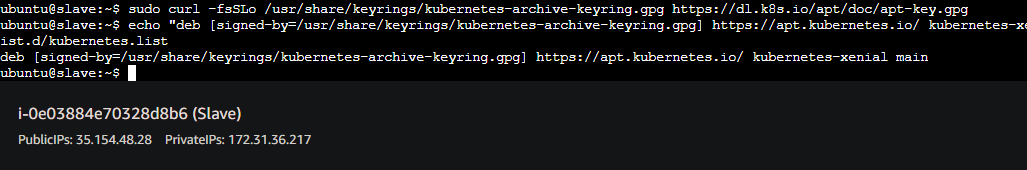 ubuntu@slave:~$ sudo curl -fsSLo /usr/share/keyrings/kubernetes-archive-keyring.gpg https://dl.k8s.io/apt/doc/apt-key.gpg
ubuntu@slave:~$ echo "deb [signed-by=/usr/share/keyrings/kubernetes-archive-keyring.gpg] https://apt.kubernetes.io/ kubernetes-xe
ist.d/kubernetes.list
deb [signed-by=/usr/share/keyrings/kubernetes-archive-keyring.gpg] https://apt.kubernetes.io/ kubernetes-xenial main
ubuntu@slave:~$
i-0e03884e70328d8b6 (Slave)
PublicIPs: 35.154.48.28 PrivateIPs: 172.31.36.217